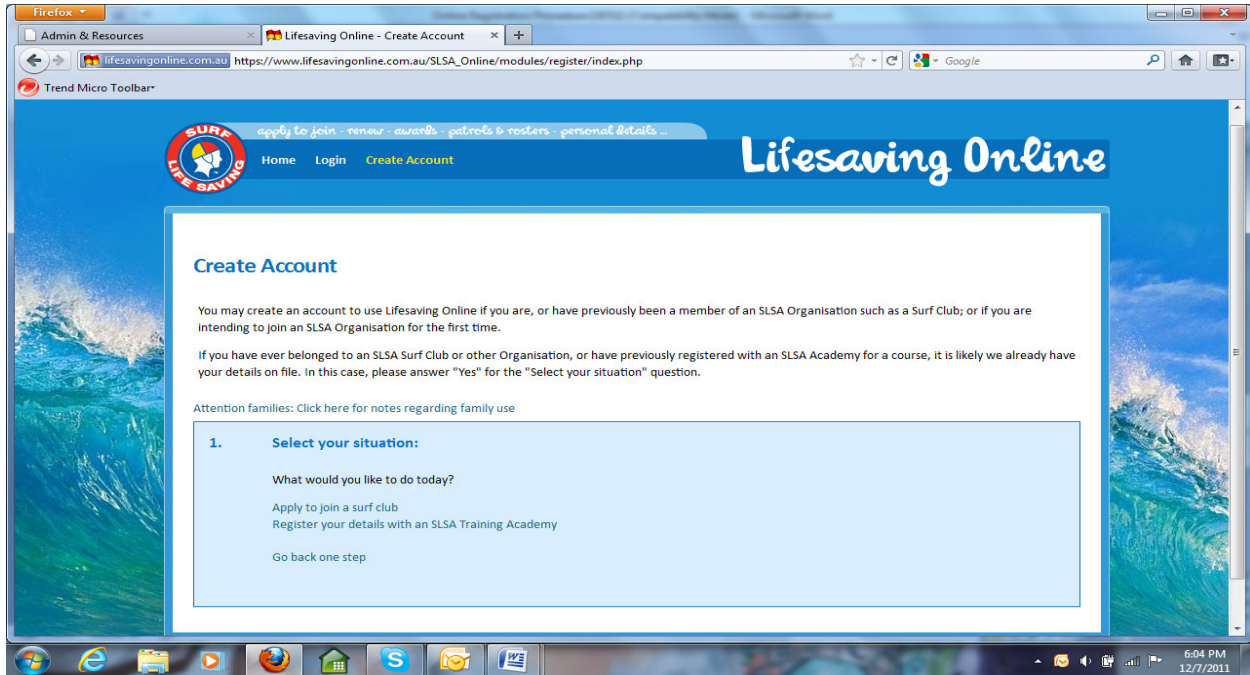 Firefox
Admin & Resources
Lifesaving Online - Create Account
lifesavingonline.com.au https://www.lifesavingonline.com.au/SLSA_Online/modules/register/index.php
Google
Trend Micro Toolbar
SURF LIFE SAVING
apply to join - renew - awards - patrols & rosters - personal details ...
Home Login Create Account
Lifesaving Online
Create Account
You may create an account to use Lifesaving Online if you are, or have previously been a member of an SLSA Organisation such as a Surf Club; or if you are
intending to join an SLSA Organisation for the first time.
If you have ever belonged to an SLSA Surf Club or other Organisation, or have previously registered with an SLSA Academy for a course, it is likely we already have
your details on file. In this case, please answer "Yes" for the "Select your situation" question.
Attention families: Click here for notes regarding family use
1. Select your situation:
What would you like to do today?
Apply to join a surf club
Register your details with an SLSA Training Academy
Go back one step
6:04 PM
12/7/2011